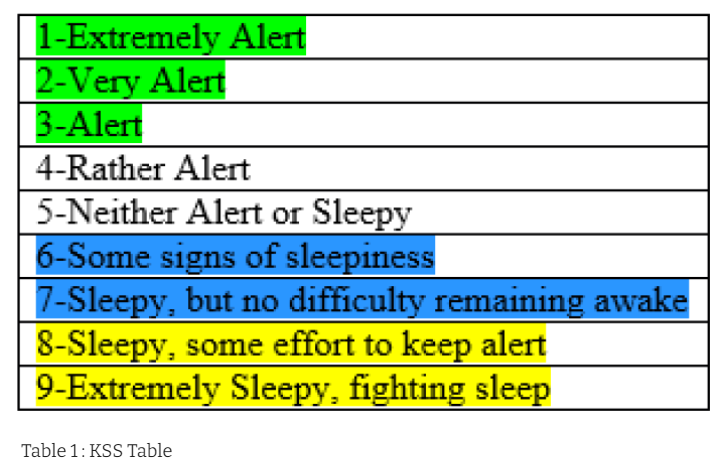 1-Extremely Alert
2-Very Alert
3-Alert
4-Rather Alert
5-Neither Alert or Sleepy
6-Some signs of sleepiness
7-Sleepy, but no difficulty remaining awake
8-Sleepy, some effort to keep alert
9-Extremely Sleepy, fighting sleep
Table 1: KSS Table